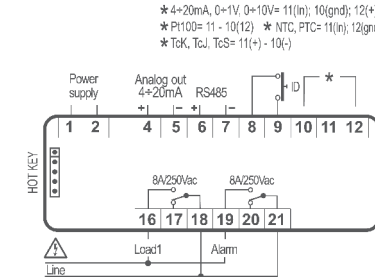 * 4÷20mA, 0÷1V, 0÷10V= 11(In); 10(gnd); 12(+)
* Pt100= 11 - 10(12) * NTC, PTC= 11(In); 12(gnd
* TcK, TcJ, TcS= 11(+) - 10(-)
Power
supply
Analog out
4÷20mA
RS485
+ − + −
ID
*
1 2 4 5 6 7 8 9 10 11 12
HOT KEY
8A/250Vac 8A/250Vac
16 17 18 19 20 21
Load1 Alarm
Line